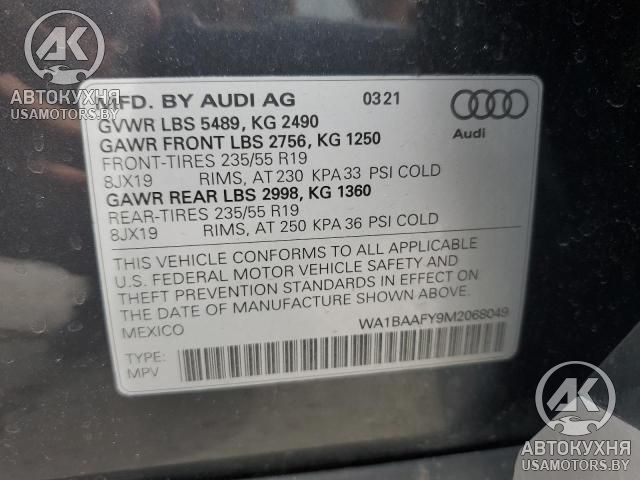 АВТОКУХНЯ
USAMOTORS.BY
MFD. BY AUDI AG 03 21
GVWR LBS 5489, KG 2490
GAWR FRONT LBS 2756, KG 1250
FRONT-TIRES 235/55 R19
8JX19 RIMS, AT 230 KPA 33 PSI COLD
GAWR REAR LBS 2998, KG 1360
REAR-TIRES 235/55 R19
8JX19 RIMS, AT 250 KPA 36 PSI COLD
Audi
THIS VEHICLE CONFORMS TO ALL APPLICABLE
U.S. FEDERAL MOTOR VEHICLE SAFETY AND
THEFT PREVENTION STANDARDS IN EFFECT ON
THE DATE OF MANUFACTURE SHOWN ABOVE.
MEXICO
WA1BAAFY9M2068049
TYPE:
MPV
АВТОКУХНЯ
USAMOTORS.BY